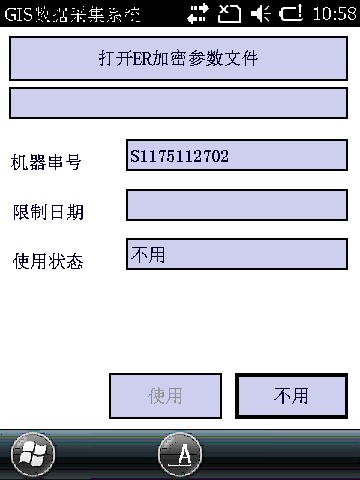 GIS数据采集系统 10:58
打开ER加密参数文件
机器串号 S1175112702
限制日期
使用状态 不用
使用 不用
A